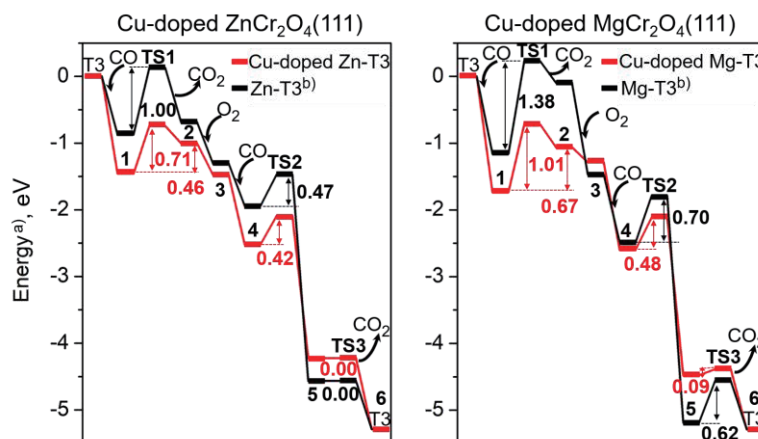 Cu-doped ZnCr2O4(111)
T3
CO
TS1
CO2
Cu-doped Zn-T3
Zn-T3b)
1.00
O2
2
1
0.71
0.46
3
CO
TS2
0.47
4
0.42
CO2
TS3
0.00
5
0.00
6
T3
0
-1
-2
-3
-4
-5
Energya), eV
Cu-doped MgCr2O4(111)
T3
CO
TS1
CO2
Cu-doped Mg-T3
Mg-T3b)
1.38
O2
2
1
1.01
0.67
3
CO
TS2
0.70
4
0.48
TS3
0.09
5
0.62
6
T3
0
-1
-2
-3
-4
-5